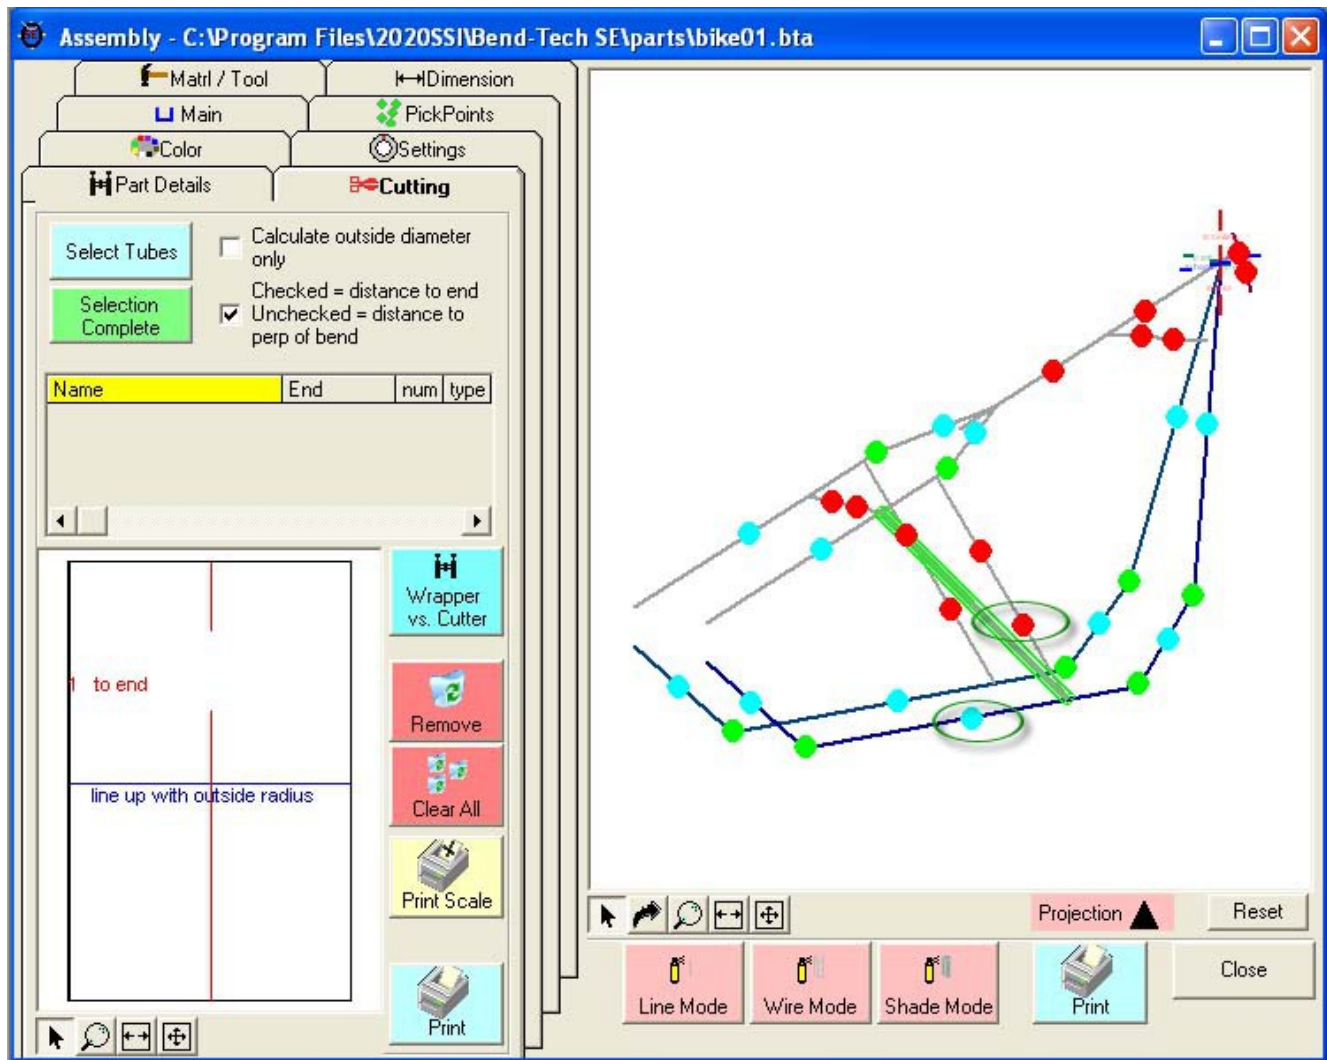 Assembly - C:\Program Files\2020SSI\Bend-Tech SE\parts\bike01.bta
Matrl / Tool
Dimension
Main
PickPoints
Color
Settings
Part Details
Cutting
Select Tubes
Calculate outside diameter
only
Selection
Complete
Checked = distance to end
Unchecked = distance to
perp of bend
Name End num type
Wrapper
vs. Cutter
1 to end
Remove
line up with outside radius
Clear All
Print Scale
Print
Projection
Reset
Line Mode
Wire Mode
Shade Mode
Print
Close